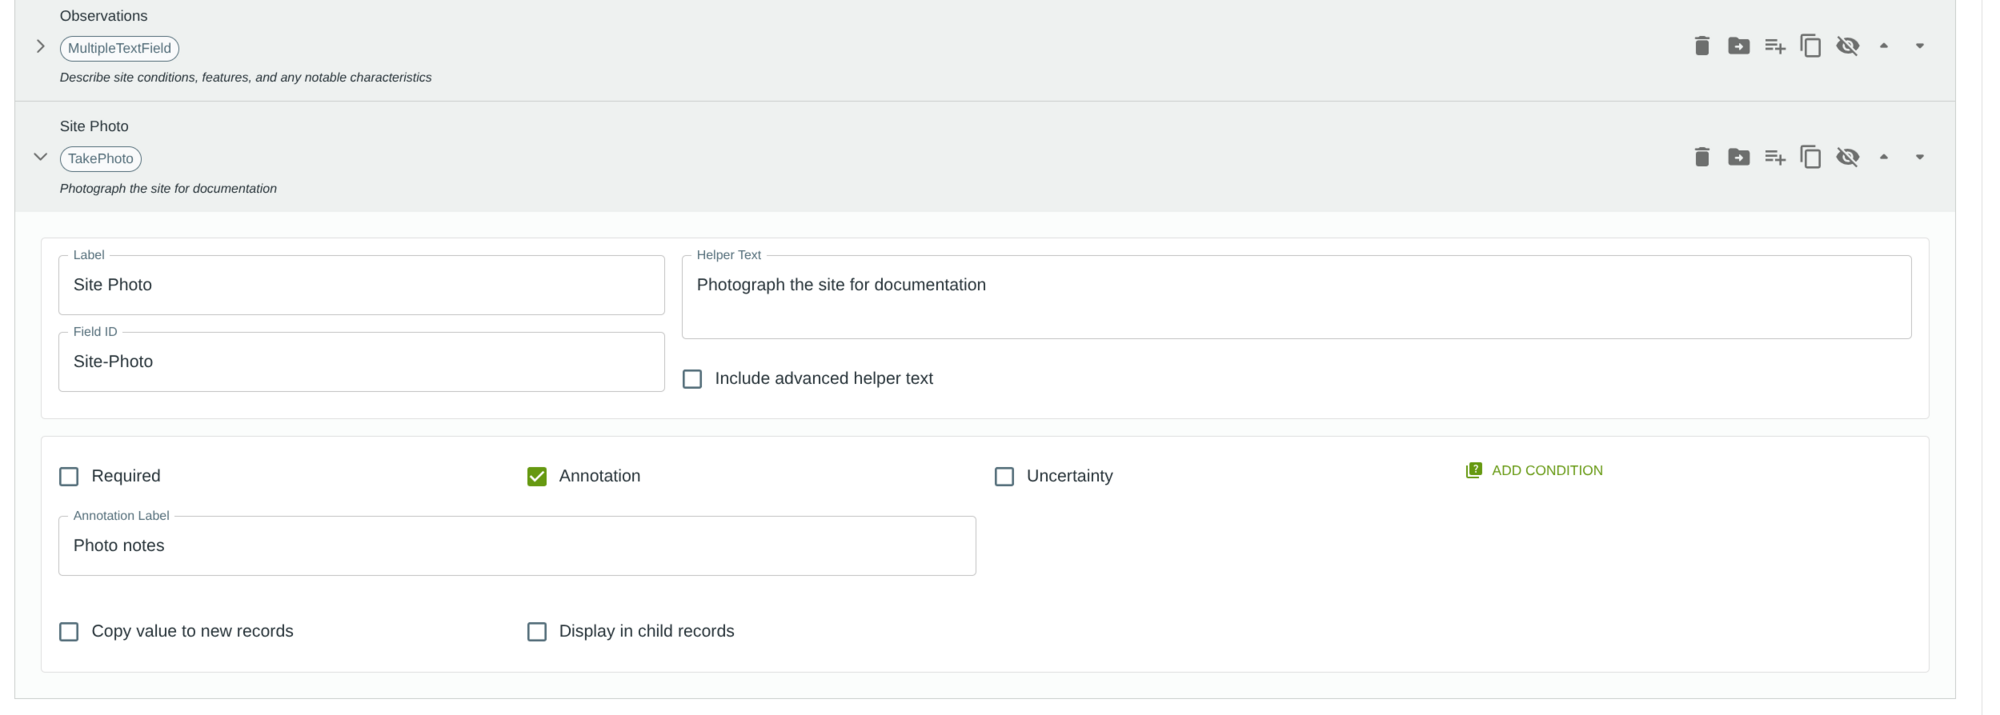 Observations
MultipleTextField
Describe site conditions, features, and any notable characteristics
Site Photo
TakePhoto
Photograph the site for documentation
Label
Site Photo
Helper Text
Photograph the site for documentation
Field ID
Site-Photo
Include advanced helper text
Required
Annotation
Uncertainty
ADD CONDITION
Annotation Label
Photo notes
Copy value to new records
Display in child records